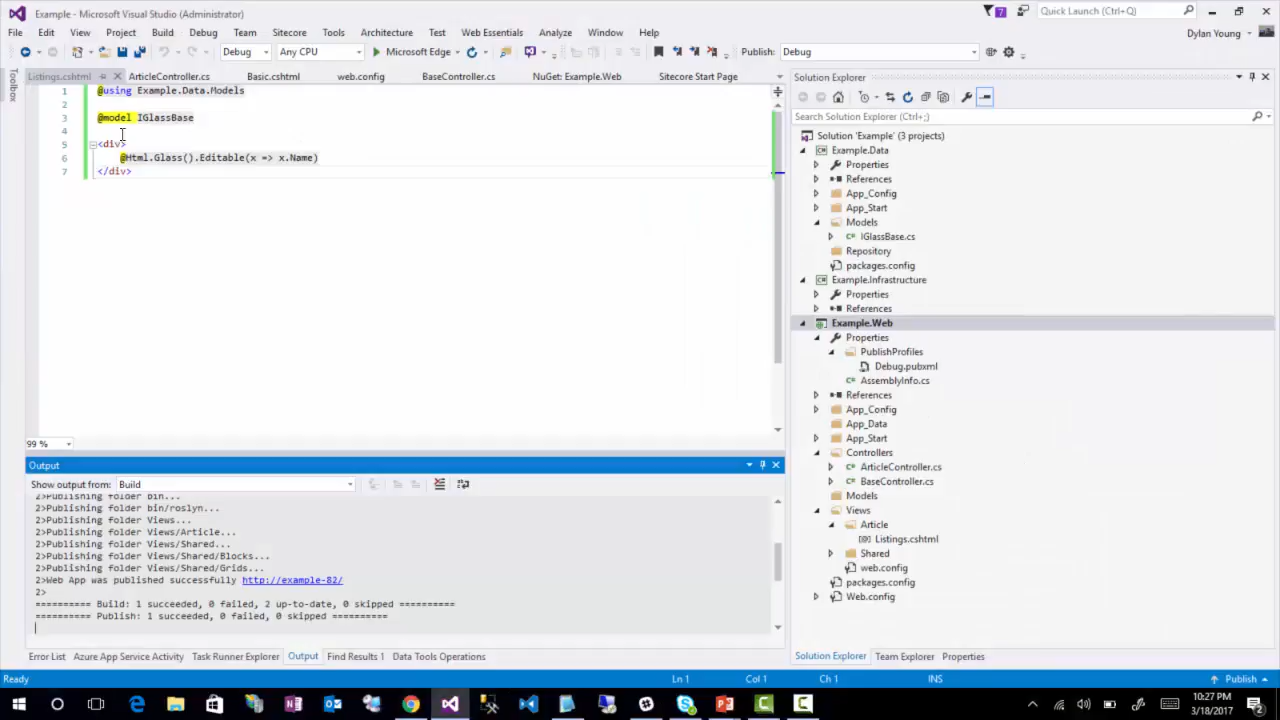 Example - Microsoft Visual Studio (Administrator)
7
Quick Launch (Ctrl+;)
File Edit View Project Build Debug Team Sitecore Tools Architecture Test Web Essentials Analyze Window Help
Dylan Young
Debug Any CPU Microsoft Edge Publish: Debug
Toolbox
Listings.cshtml ArticleController.cs Basic.cshtml web.config BaseController.cs NuGet: Example.Web Sitecore Start Page
1 @using Example.Data.Models
2
3 @model IGlassBase
4
5 <div>
6 @Html.Glass().Editable(x => x.Name)
7 </div>
99 %
Output
Show output from: Build
2>Publishing folder bin...
2>Publishing folder bin/roslyn...
2>Publishing folder Views...
2>Publishing folder Views/Article...
2>Publishing folder Views/Shared...
2>Publishing folder Views/Shared/Blocks...
2>Publishing folder Views/Shared/Grids...
2>Web App was published successfully http://example-82/
2>
========== Build: 1 succeeded, 0 failed, 2 up-to-date, 0 skipped ==========
========== Publish: 1 succeeded, 0 failed, 0 skipped ==========
Error List Azure App Service Activity Task Runner Explorer Output Find Results 1 Data Tools Operations
Solution Explorer
Search Solution Explorer (Ctrl+;)
Solution 'Example' (3 projects)
Example.Data
Properties
References
App_Config
App_Start
Models
IGlassBase.cs
Repository
packages.config
Example.Infrastructure
Properties
References
Example.Web
Properties
PublishProfiles
Debug.pubxml
AssemblyInfo.cs
References
App_Config
App_Data
App_Start
Controllers
ArticleController.cs
BaseController.cs
Models
Views
Article
Listings.cshtml
Shared
web.config
packages.config
Web.config
Solution Explorer Team Explorer Properties
Ready Ln 1 Col 1 Ch 1 INS Publish
10:27 PM
3/18/2017